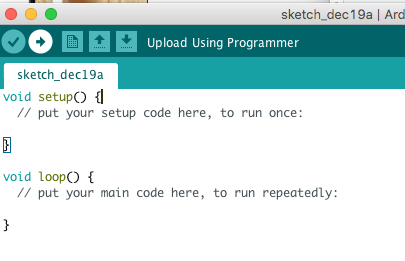 sketch_dec19a | Ard
Upload Using Programmer
sketch_dec19a
void setup() {
  // put your setup code here, to run once:
}
void loop() {
  // put your main code here, to run repeatedly:
}